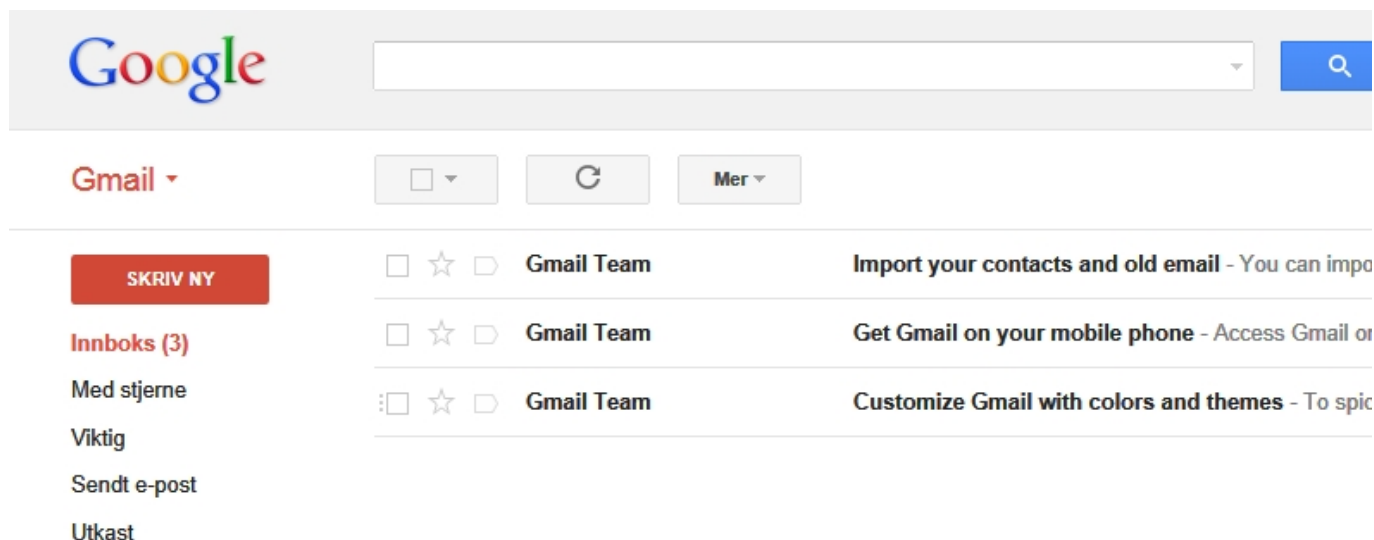 Google
Gmail
Mer
SKRIV NY
Innboks (3)
Med stjerne
Viktig
Sendt e-post
Utkast
Gmail Team Import your contacts and old email - You can impo
Gmail Team Get Gmail on your mobile phone - Access Gmail or
Gmail Team Customize Gmail with colors and themes - To spic